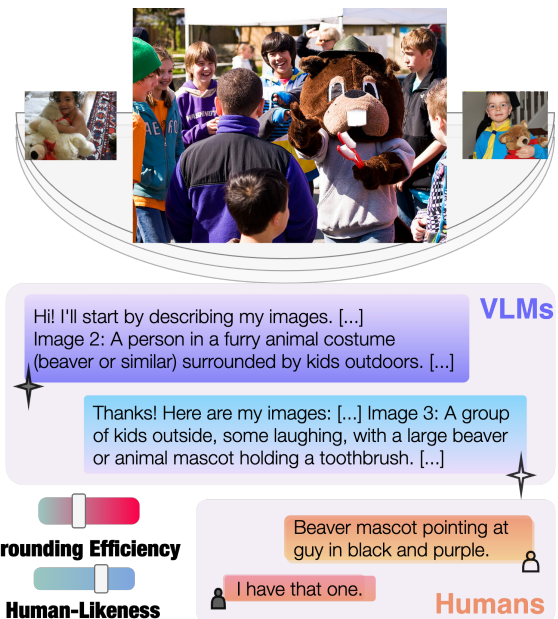 VLMs
Hi! I'll start by describing my images. [...]
Image 2: A person in a furry animal costume
(beaver or similar) surrounded by kids outdoors. [...]
Thanks! Here are my images: [...] Image 3: A group
of kids outside, some laughing, with a large beaver
or animal mascot holding a toothbrush. [...]
rounding Efficiency
Human-Likeness
Beaver mascot pointing at
guy in black and purple.
I have that one.
Humans